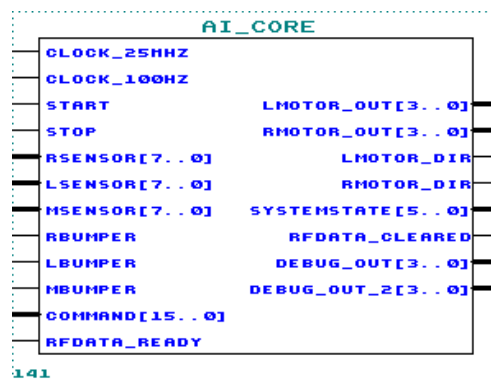 AI_CORE
CLOCK_25MHZ
CLOCK_100HZ
START LMOTOR_OUT[3..0]
STOP RMOTOR_OUT[3..0]
RSENSOR[7..0] LMOTOR_DIR
LSENSOR[7..0] RMOTOR_DIR
MSENSOR[7..0] SYSTEMSTATE[5..0]
RBUMPER RFDATA_CLEARED
LBUMPER DEBUG_OUT[3..0]
MBUMPER DEBUG_OUT_2[3..0]
COMMAND[15..0]
RFDATA_READY
141